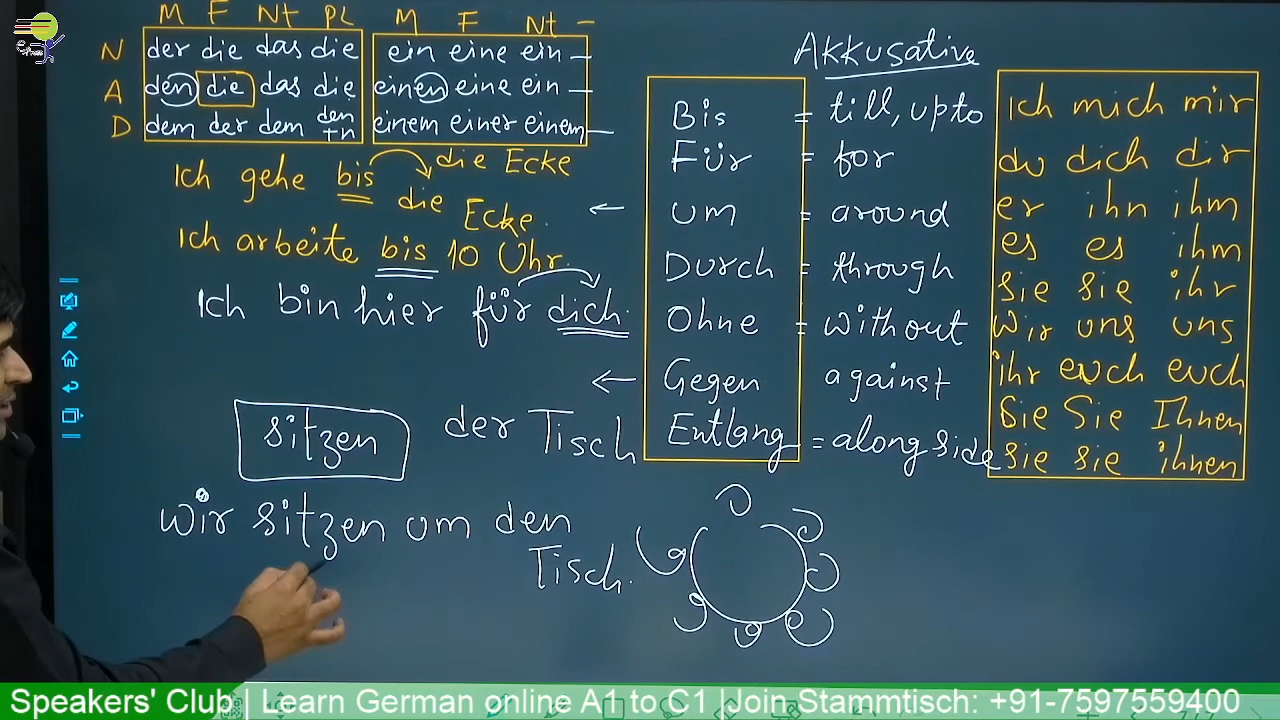 M F Nt PL M F Nt -
N der die das die ein eine ein -
A den die das die einen eine ein -
D dem der dem den+n einem einer einem -
Ich gehe bis die Ecke
die Ecke.
Ich arbeite bis 10 Uhr.
Ich bin hier für dich.
sitzen der Tisch
wir sitzen um den
Tisch.
Akkusative
Bis = till, upto
Für = for
Um = around
Durch = through
Ohne = without
Gegen against
Entlang = along side
Ich mich mir
du dich dir
er ihn ihm
es es ihm
Sie sie ihr
Wir uns uns
ihr euch euch
Sie Sie Ihnen
Sie sie ihnen
Speakers' Club | Learn German online A1 to C1 | Join Stammtisch: +91-7597559400